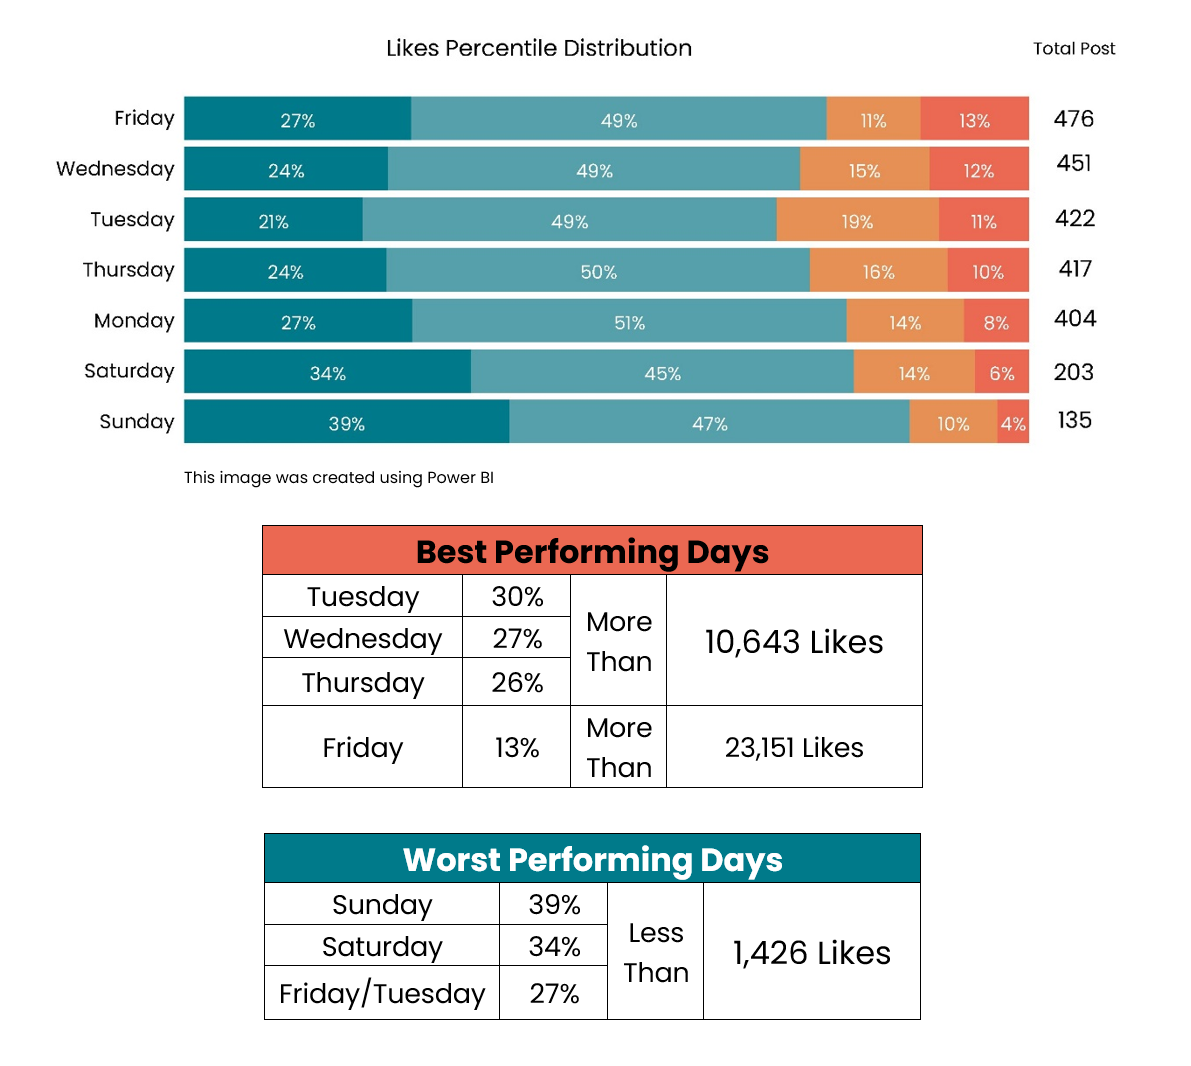 Likes Percentile Distribution Total Post
Friday 27% 49% 11% 13% 476
Wednesday 24% 49% 15% 12% 451
Tuesday 21% 49% 19% 11% 422
Thursday 24% 50% 16% 10% 417
Monday 27% 51% 14% 8% 404
Saturday 34% 45% 14% 6% 203
Sunday 39% 47% 10% 4% 135
This image was created using Power BI
Best Performing Days
Tuesday 30%
Wednesday 27%
Thursday 26%
More
Than
10,643 Likes
Friday 13%
More
Than
23,151 Likes
Worst Performing Days
Sunday 39%
Saturday 34%
Friday/Tuesday 27%
Less
Than
1,426 Likes